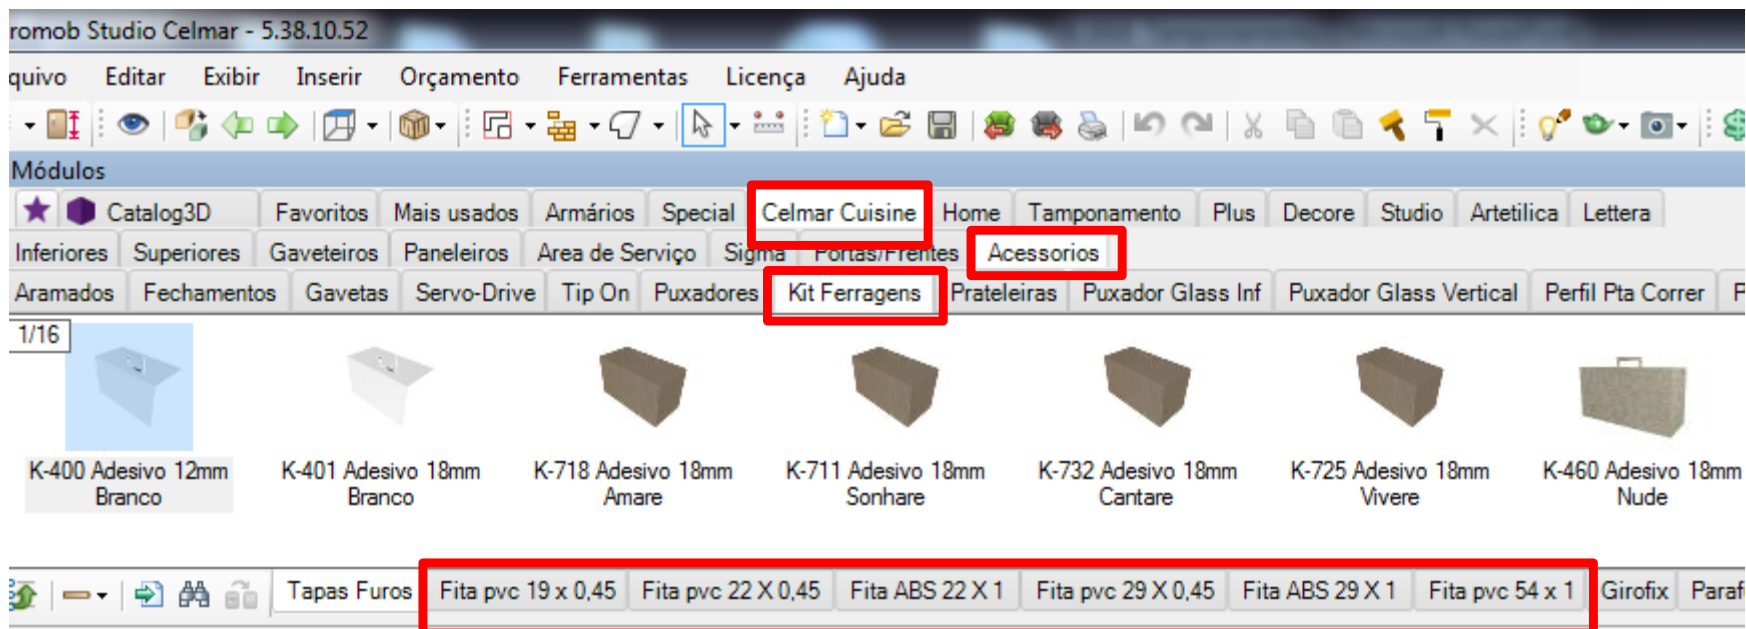 romob Studio Celmar - 5.38.10.52
quivo Editar Exibir Inserir Orçamento Ferramentas Licença Ajuda
Módulos
Catalog3D Favoritos Mais usados Armários Special Celmar Cuisine Home Tamponamento Plus Decore Studio Artetilica Lettera
Inferiores Superiores Gaveteiros Paneleiros Area de Serviço Sigma Portas/Frentes Acessorios
Aramados Fechamentos Gavetas Servo-Drive Tip On Puxadores Kit Ferragens Prateleiras Puxador Glass Inf Puxador Glass Vertical Perfil Pta Correr P
1/16
K-400 Adesivo 12mm Branco
K-401 Adesivo 18mm Branco
K-718 Adesivo 18mm Amare
K-711 Adesivo 18mm Sonhare
K-732 Adesivo 18mm Cantare
K-725 Adesivo 18mm Vivere
K-460 Adesivo 18mm Nude
Tapas Furos Fita pvc 19 x 0,45 Fita pvc 22 X 0,45 Fita ABS 22 X 1 Fita pvc 29 X 0,45 Fita ABS 29 X 1 Fita pvc 54 x 1 Girofix Paraf